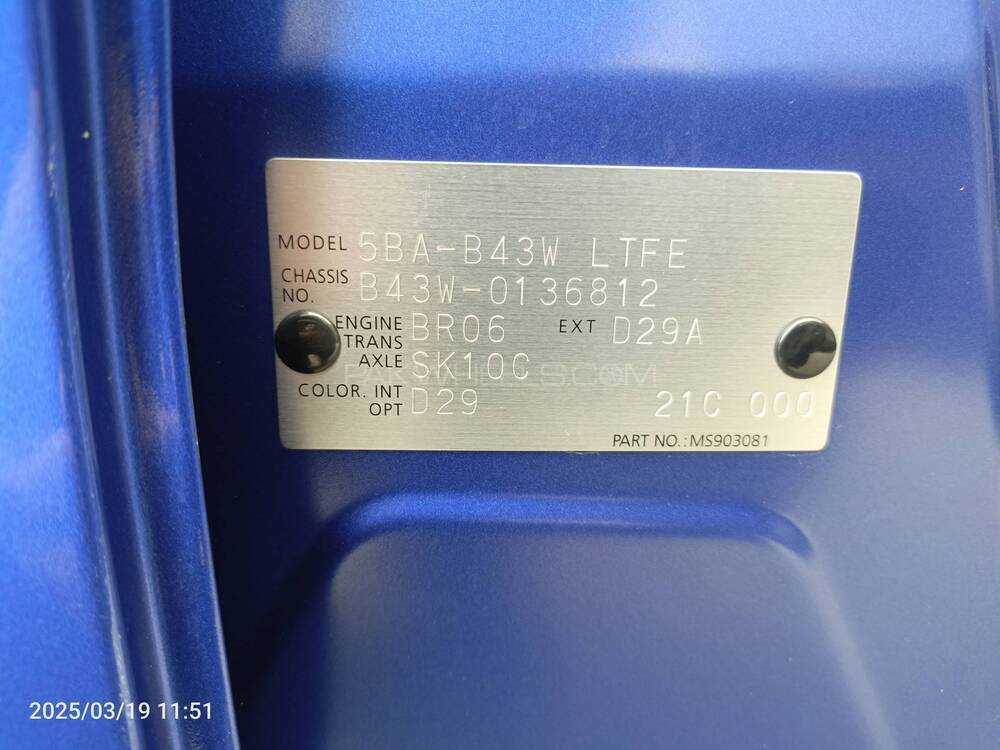 MODEL 5BA-B43W LTFE
CHASSIS NO. B43W-0136812
ENGINE BR06 EXT D29A
TRANS AXLE SK10C
COLOR. INT OPT D29 21C 000
PART NO.: MS903081
2025/03/19 11:51